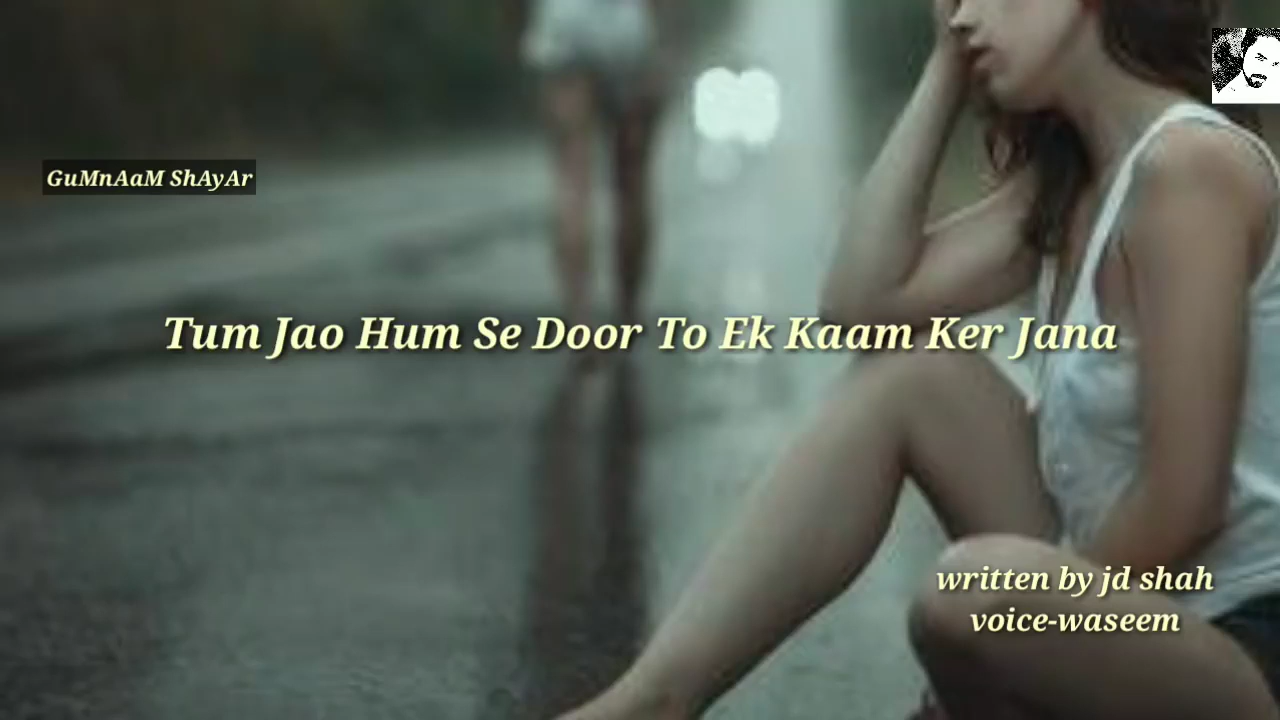 GuMnAaM ShAyAr
Tum Jao Hum Se Door To Ek Kaam Ker Jana
written by jd shah
voice-waseem